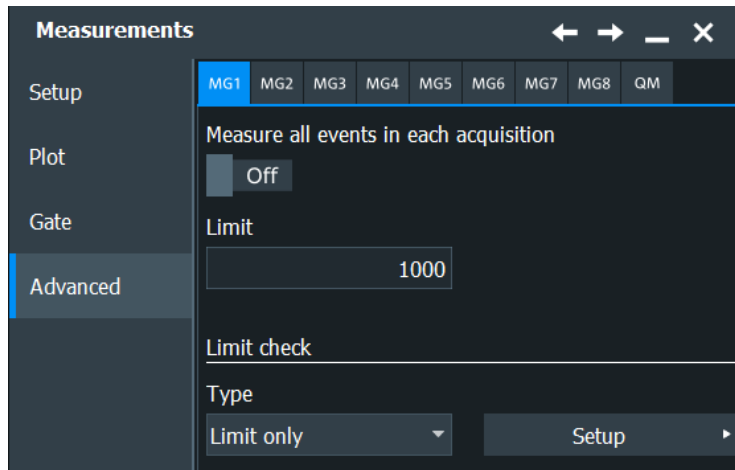 Measurements
Setup
Plot
Gate
Advanced
MG1 MG2 MG3 MG4 MG5 MG6 MG7 MG8 QM
Measure all events in each acquisition
Off
Limit
1000
Limit check
Type
Limit only
Setup